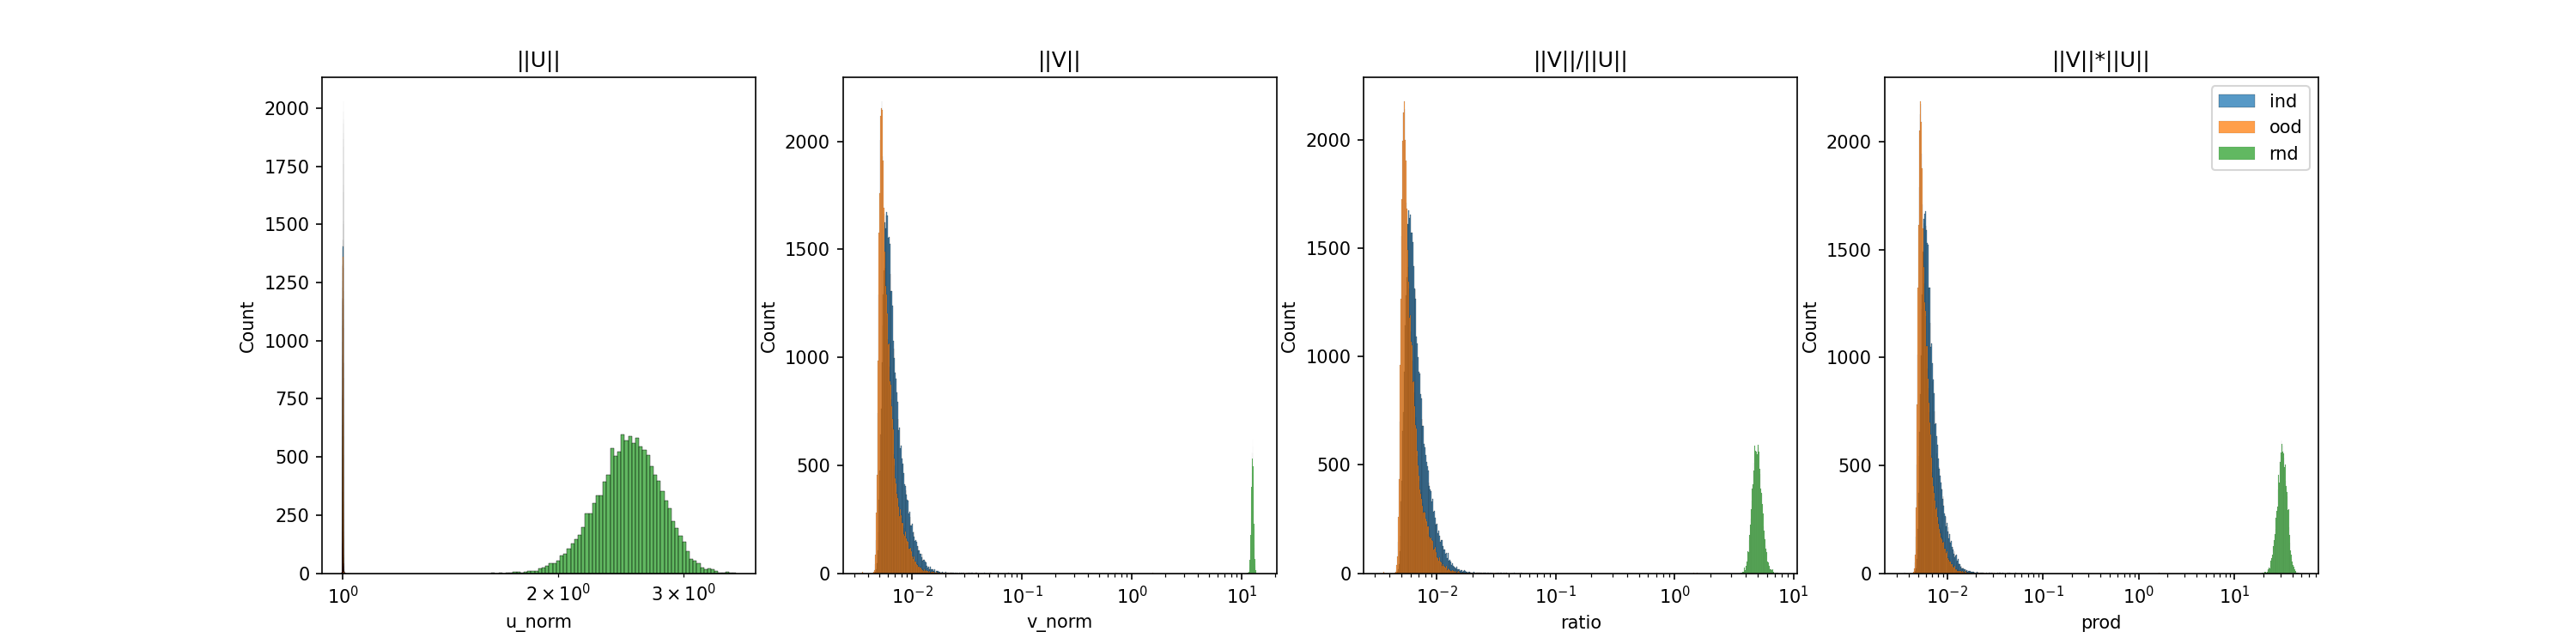 ||U||
2000
1750
1500
1250
1000
750
500
250
0
Count
10⁰
2 × 10⁰
3 × 10⁰
u_norm
||V||
2000
1500
1000
500
0
Count
10⁻²
10⁻¹
10⁰
10¹
v_norm
||V||/||U||
2000
1500
1000
500
0
Count
10⁻²
10⁻¹
10⁰
10¹
ratio
||V||*||U||
2000
1500
1000
500
0
Count
10⁻²
10⁻¹
10⁰
10¹
prod
ind
ood
rnd